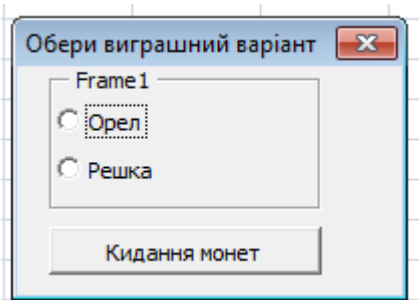 Обери виграшний варіант
Frame1
Орел
Решка
Кидання монет